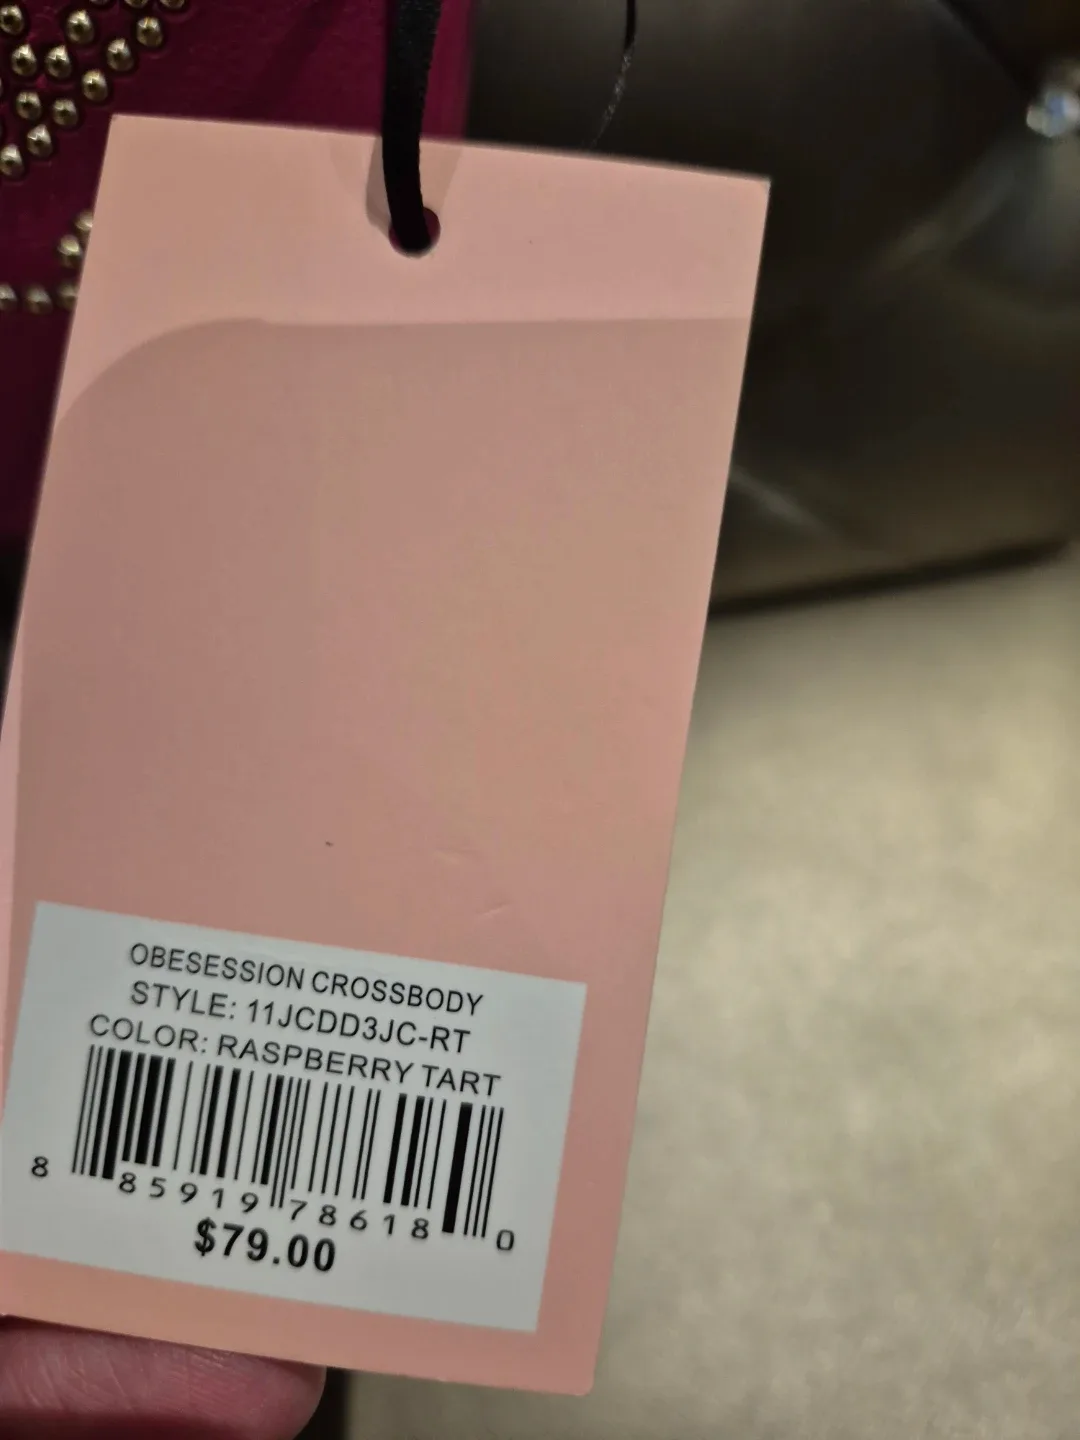 OBESESSION CROSSBODY
STYLE: 11JCDD3JC-RT
COLOR: RASPBERRY TART
8 85919 78618 0
$79.00